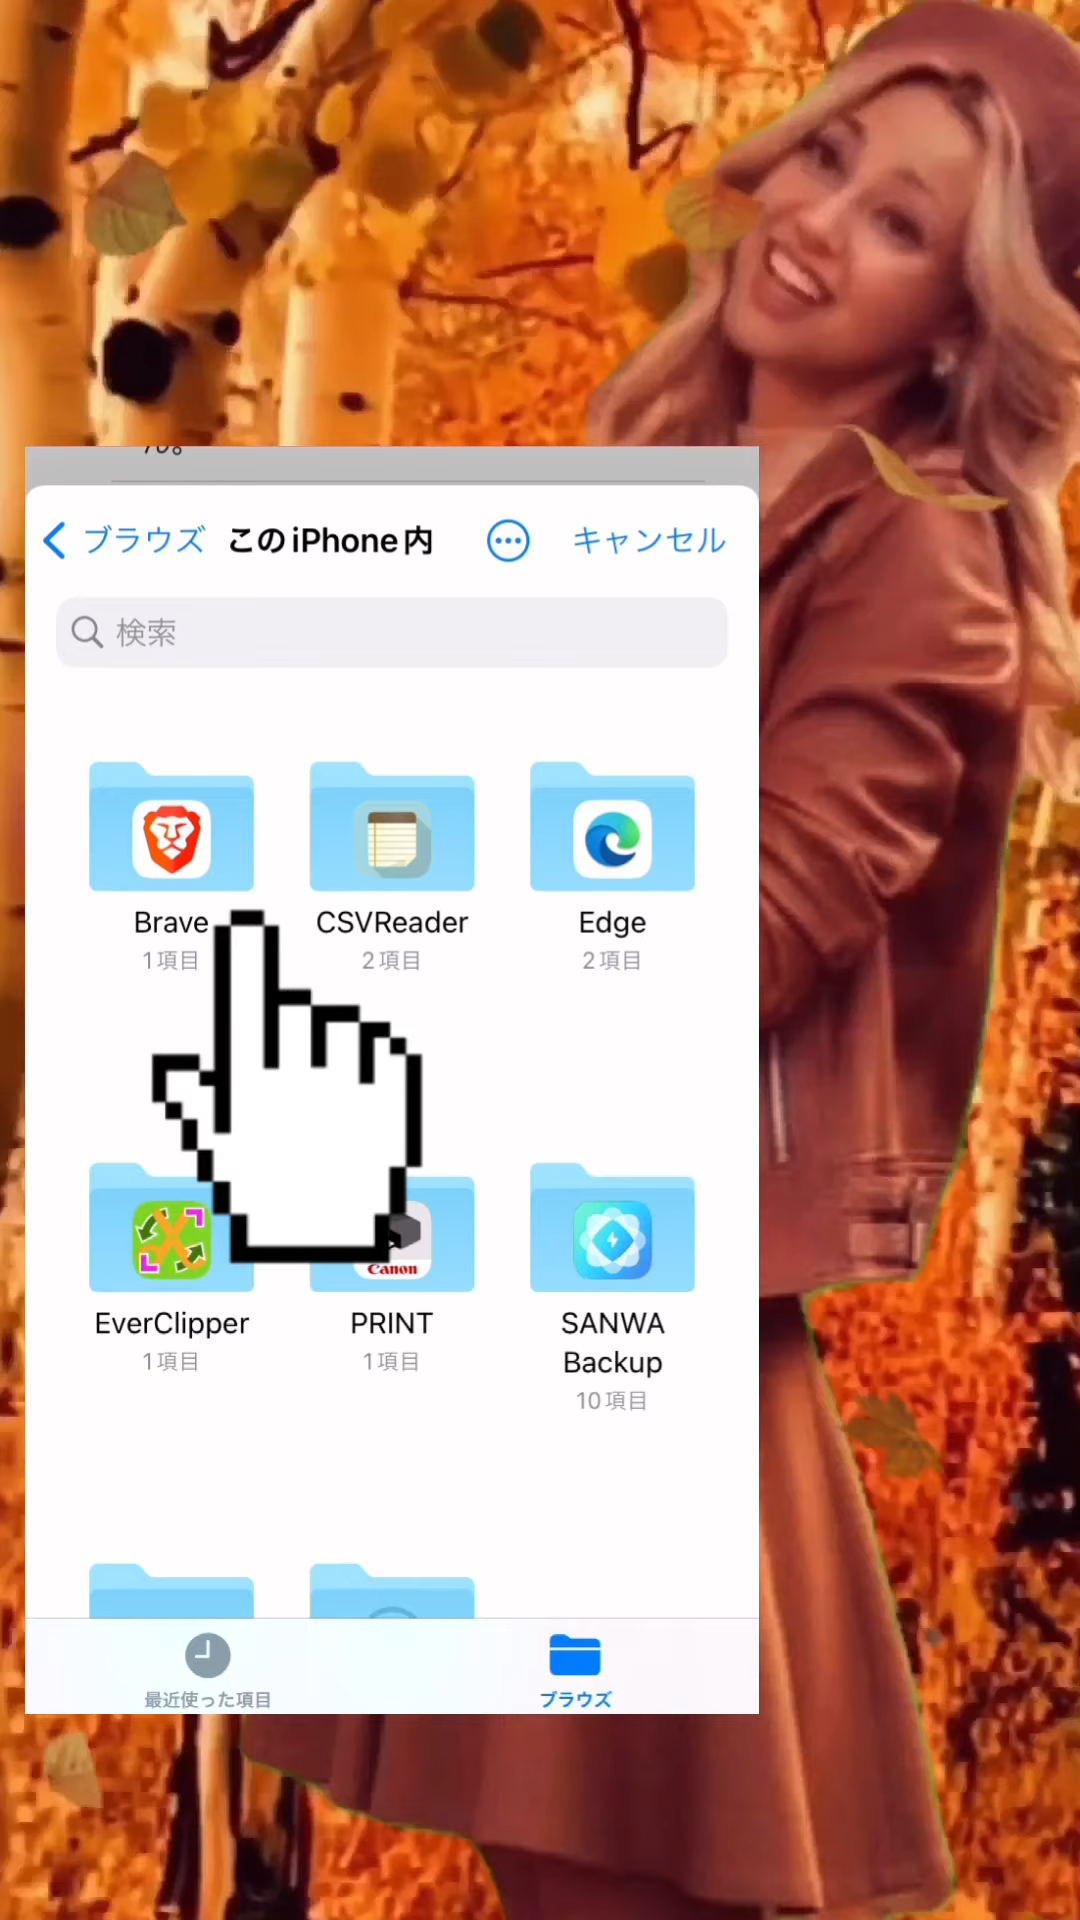 ブラウズ このiPhone内 キャンセル
検索
Brave CSVReader Edge
1項目 2項目 2項目
Canon
EverClipper PRINT SANWA
Backup
1項目 1項目 10項目
最近使った項目 ブラウズ